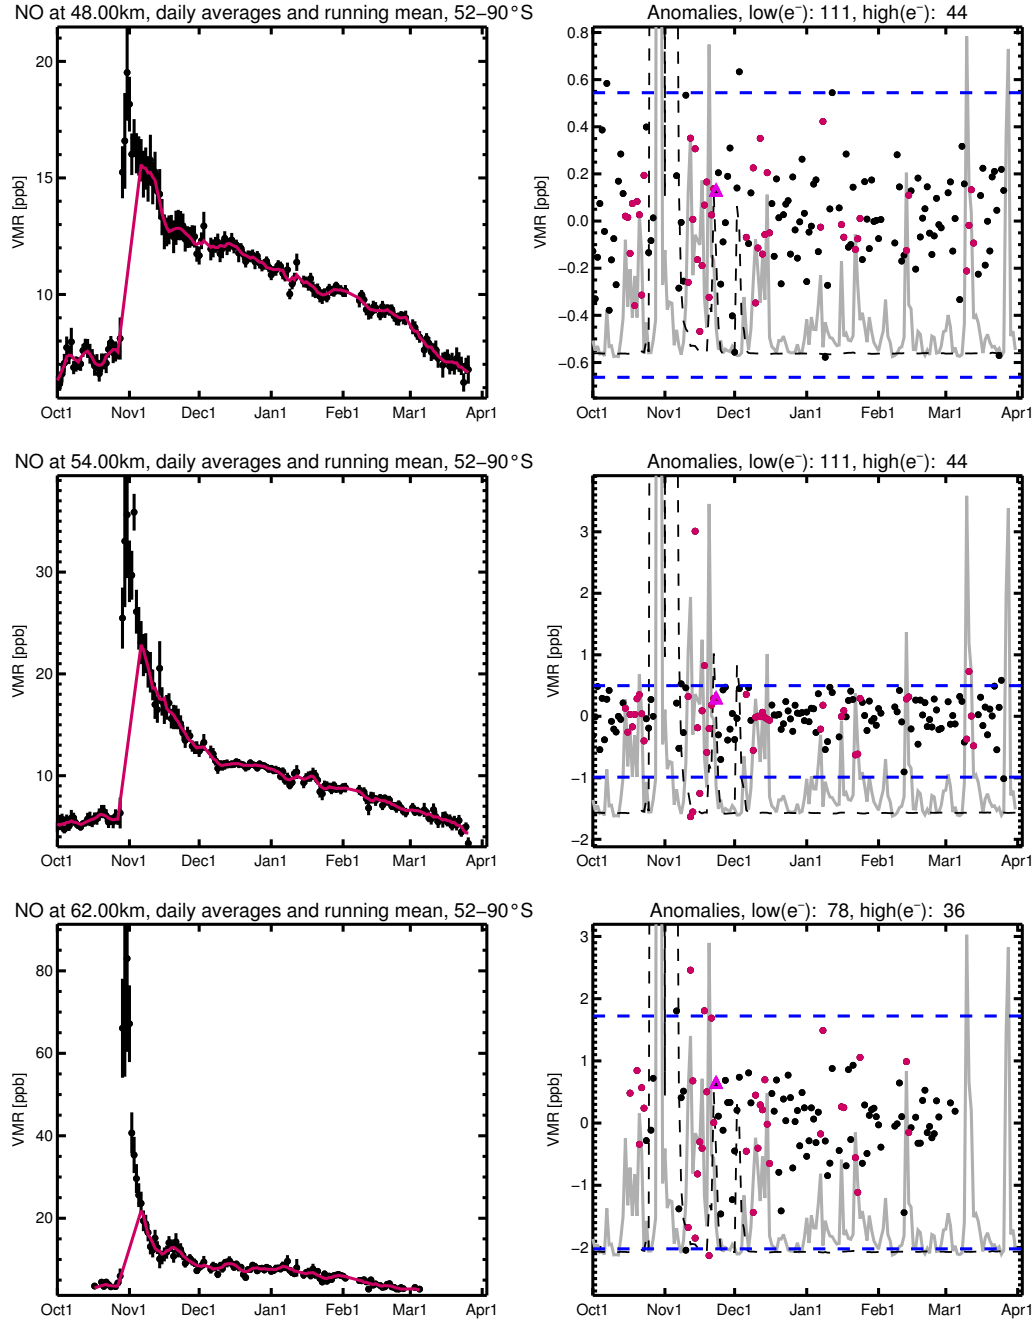 NO at 48.00km, daily averages and running mean, 52−90°S
VMR [ppb]
20
15
10
Oct1 Nov1 Dec1 Jan1 Feb1 Mar1 Apr1
Anomalies, low(e⁻): 111, high(e⁻): 44
VMR [ppb]
0.8
0.6
0.4
0.2
0.0
−0.2
−0.4
−0.6
Oct1 Nov1 Dec1 Jan1 Feb1 Mar1 Apr1
NO at 54.00km, daily averages and running mean, 52−90°S
VMR [ppb]
30
20
10
Oct1 Nov1 Dec1 Jan1 Feb1 Mar1 Apr1
Anomalies, low(e⁻): 111, high(e⁻): 44
VMR [ppb]
3
2
1
0
−1
−2
Oct1 Nov1 Dec1 Jan1 Feb1 Mar1 Apr1
NO at 62.00km, daily averages and running mean, 52−90°S
VMR [ppb]
80
60
40
20
Oct1 Nov1 Dec1 Jan1 Feb1 Mar1 Apr1
Anomalies, low(e⁻): 78, high(e⁻): 36
VMR [ppb]
3
2
1
0
−1
−2
Oct1 Nov1 Dec1 Jan1 Feb1 Mar1 Apr1